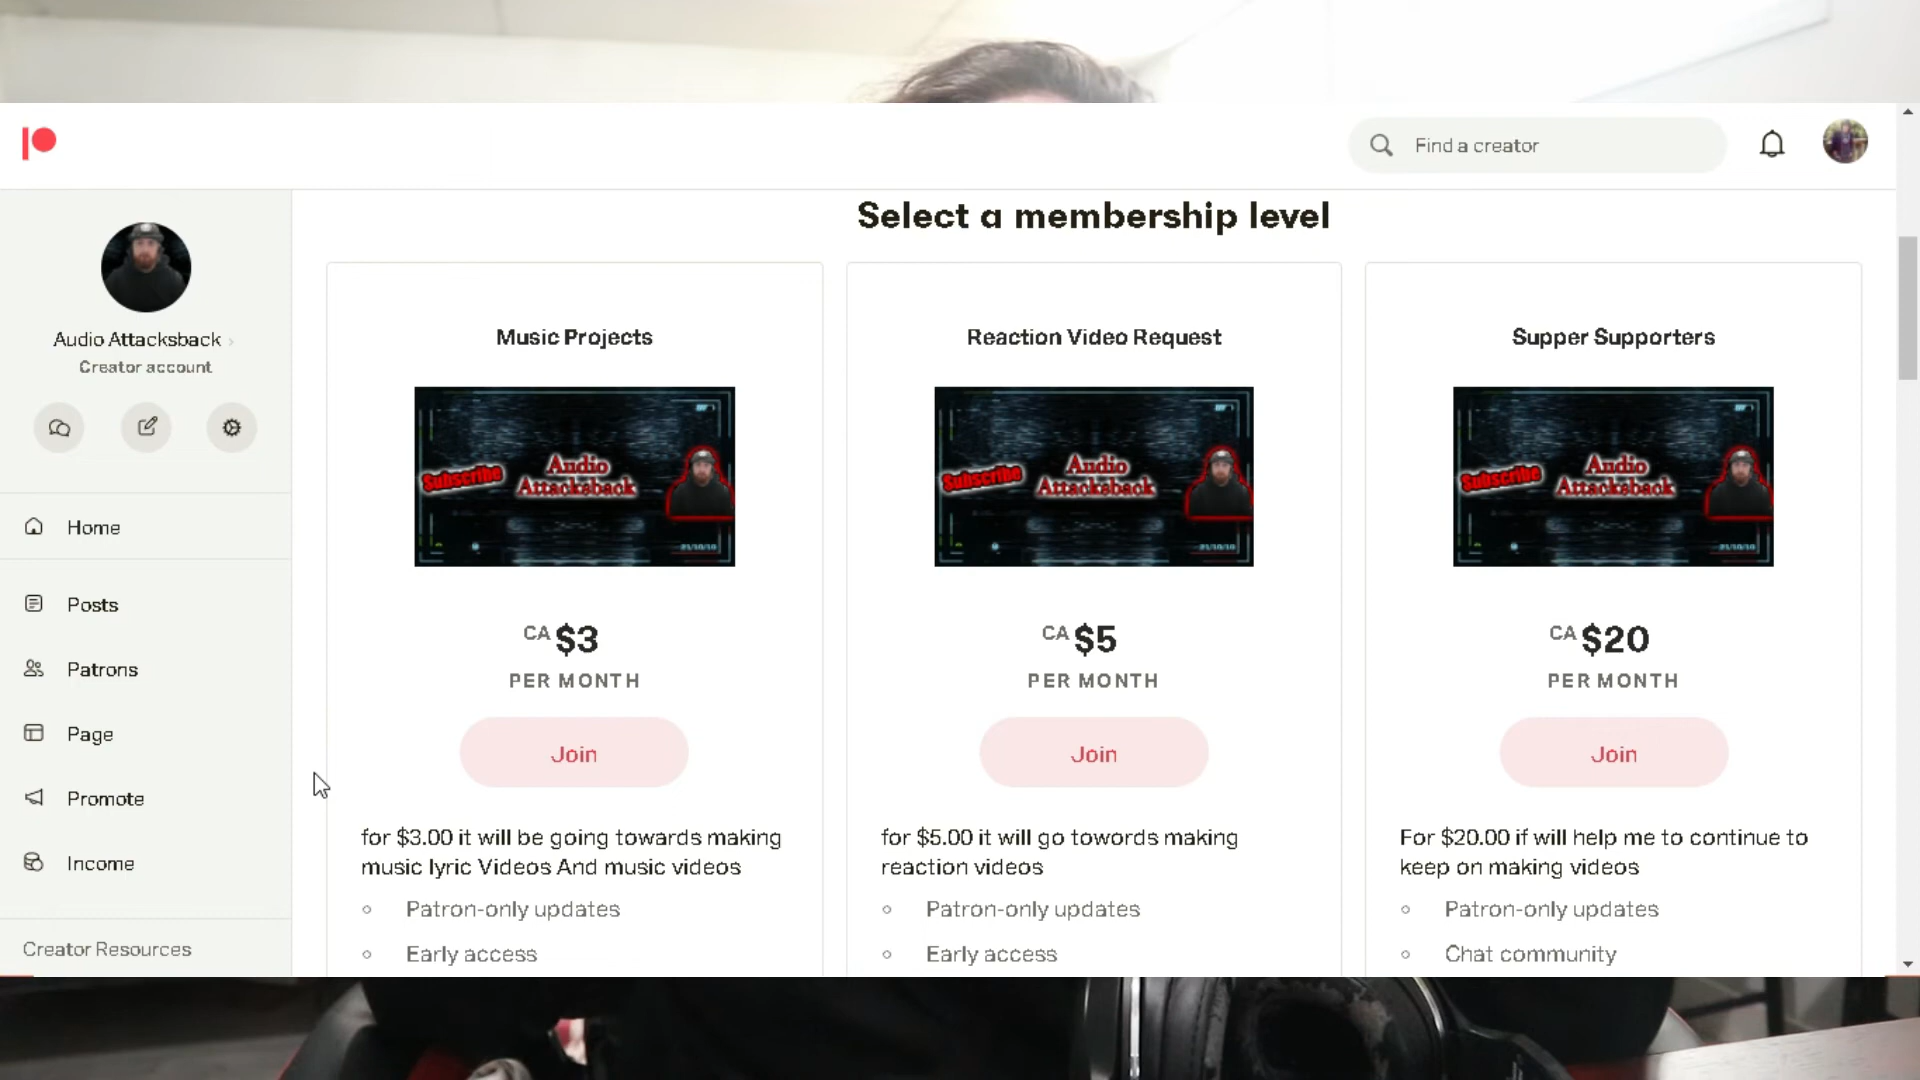 Find a creator
Select a membership level
Audio Attacksback
Creator account
Home
Posts
Patrons
Page
Promote
Income
Creator Resources
Music Projects
Subscribe
Audio
Attacksback
CA $3
PER MONTH
Join
for $3.00 it will be going towards making
music lyric Videos And music videos
Patron-only updates
Early access
Reaction Video Request
Subscribe
Audio
Attacksback
CA $5
PER MONTH
Join
for $5.00 it will go towords making
reaction videos
Patron-only updates
Early access
Supper Supporters
Subscribe
Audio
Attacksback
CA $20
PER MONTH
Join
For $20.00 if will help me to continue to
keep on making videos
Patron-only updates
Chat community